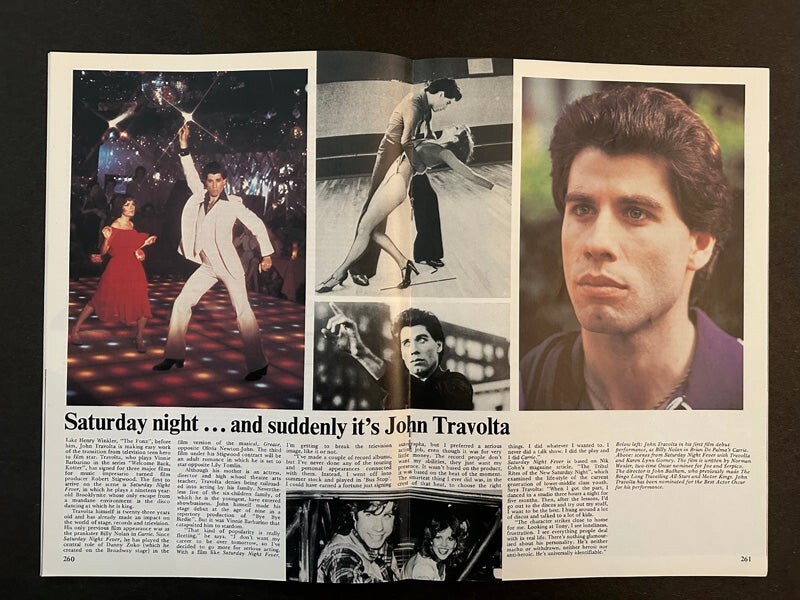 Saturday night ... and suddenly it's John Travolta
Like Henry Winkler, "The Fonz", before
him, John Travolta is making easy work
of the transition from television teen hero
to film star. Travolta, who plays Vinnie
Barbarino in the series "Welcome Back,
Kotter", has signed for three major films
for music impresario turned film
producer Robert Stigwood. The first to
arrive on the scene is Saturday Night
Fever, in which he plays a nineteen-year-
old Brooklynite whose only escape from
a mundane environment is the disco
dancing at which he is king.
Travolta himself is twenty-three years
old and has already made an impact on
the world of stage, records and television.
His only previous film appearance was as
the prankster Billy Nolan in Carrie. Since
Saturday Night Fever, he has played the
central role of Danny Zuko (which he
created on the Broadway stage) in the
260
film version of the musical, Grease,
opposite Olivia Newton-John. The third
film under his Stigwood contract will be
an adult romance in which he is set to
star opposite Lily Tomlin.
Although his mother is an actress,
director and high school theatre arts
teacher, Travolta denies being railroad-
ed into acting by his family. Neverthe-
less five of the six children family, of
which he is the youngest, have entered
showbusiness. John himself made his
stage debut at the age of nine in a
repertory production of "Bye Bye
Birdie". But it was Vinnie Barbarino that
catapulted him to stardom.
"That kind of popularity is really
fleeting," he says. "I don't want my
career to be over tomorrow, so I've
decided to go more for serious acting.
With a film like Saturday Night Fever,
I'm getting to break the television
image, like it or not.
"I've made a couple of record albums,
but I've never done any of the touring
and personal appearances connected
with them. Instead, I went off into
summer stock and played in 'Bus Stop'.
I could have earned a fortune just signing
autographs, but I preferred a serious
acting job, even though it was for very
little money. The record people don't
want my abilities, they just want my
presence. It wasn't based on the product,
it was based on the heat of the moment.
The smartest thing I ever did was, in the
crest of that heat, to choose the right
things. I did whatever I wanted to. I
never did a talk show. I did the play and
I did Carrie."
Saturday Night Fever is based on Nik
Cohn's magazine article, "The Tribal
Rites of the New Saturday Night", which
examined the life-style of the current
generation of lower-middle class youth.
Says Travolta: "When I got the part, I
danced in a studio three hours a night for
five months. Then, after the lessons, I'd
go out to the discos and try out my stuff.
I want to be the best. I hung around a lot
of discos and talked to a lot of kids.
"The character strikes close to home
for me. Looking at Tony, I see loneliness,
frustration. I see everything people deal
with in real life. There's nothing glamour-
ised about his personality. He's neither
macho or withdrawn, neither heroic nor
anti-heroic. He's universally identifiable."
Below left: John Travolta in his first film debut
performance, as Billy Nolan in Brian De Palma's Carrie.
Above: scenes from Saturday Night Fever with Travolta
and Karen Lynn Gorney. The film is written by Norman
Wexler, two-time Oscar nominee for Joe and Serpico.
The director is John Badham, who previously made The
Bingo Long Travelling All-Stars and Motor Kings. John
Travolta has been nominated for the Best Actor Oscar
for his performance.
261